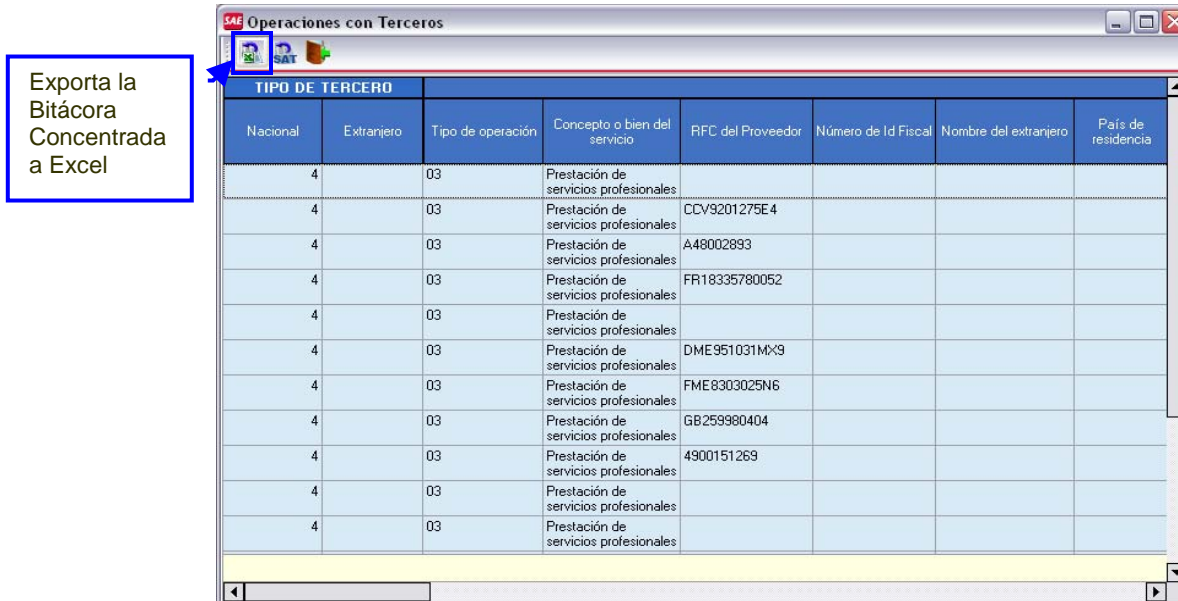 SAE Operaciones con Terceros
SAT
Exporta la
Bitácora
Concentrada
a Excel
TIPO DE TERCERO
Nacional Extranjero Tipo de operación Concepto o bien del servicio RFC del Proveedor Número de Id Fiscal Nombre del extranjero País de residencia
4 03 Prestación de
servicios profesionales
4 03 Prestación de CCV9201275E4
servicios profesionales
4 03 Prestación de A48002893
servicios profesionales
4 03 Prestación de FR18335780052
servicios profesionales
4 03 Prestación de
servicios profesionales
4 03 Prestación de DME951031MX9
servicios profesionales
4 03 Prestación de FME8303025N6
servicios profesionales
4 03 Prestación de GB259980404
servicios profesionales
4 03 Prestación de 4900151269
servicios profesionales
4 03 Prestación de
servicios profesionales
4 03 Prestación de
servicios profesionales